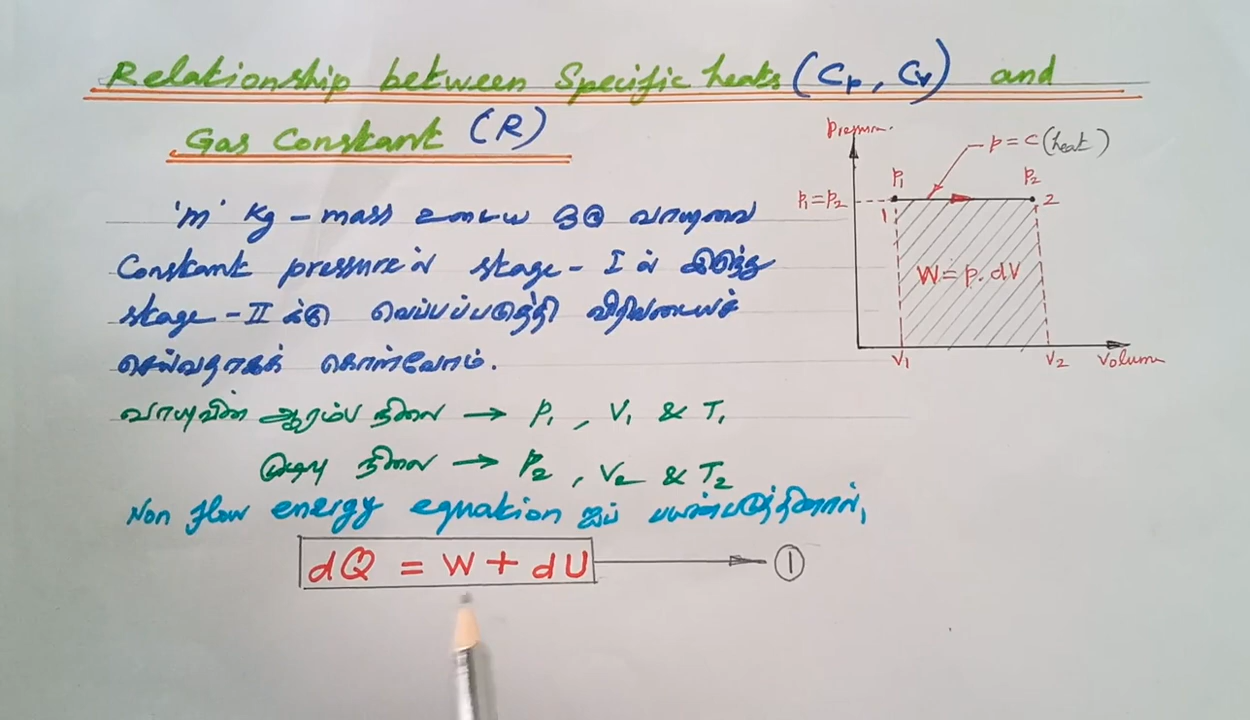 Relationship between Specific heats (Cp, Cv) and
Gas Constant (R)
Pressure.
p = c (heat)
P1 P2
P1 = P2
1 2
W = p. dV
V1 V2 Volume
'm' Kg - mass உடைய ஒரு வாயுவை
Constant pressure ல் stage - I ல் இருந்து
stage - II க்கு வெப்பப்படுத்தி விரிவடையச்
செய்வதாகக் கொள்வோம்.
வாயுவின் ஆரம்ப நிலை → P1 , V1 & T1
முடிவு நிலை → P2 , V2 & T2
Non flow energy equation ஐப் பயன்படுத்தினால்,
dQ = W + dU → ①